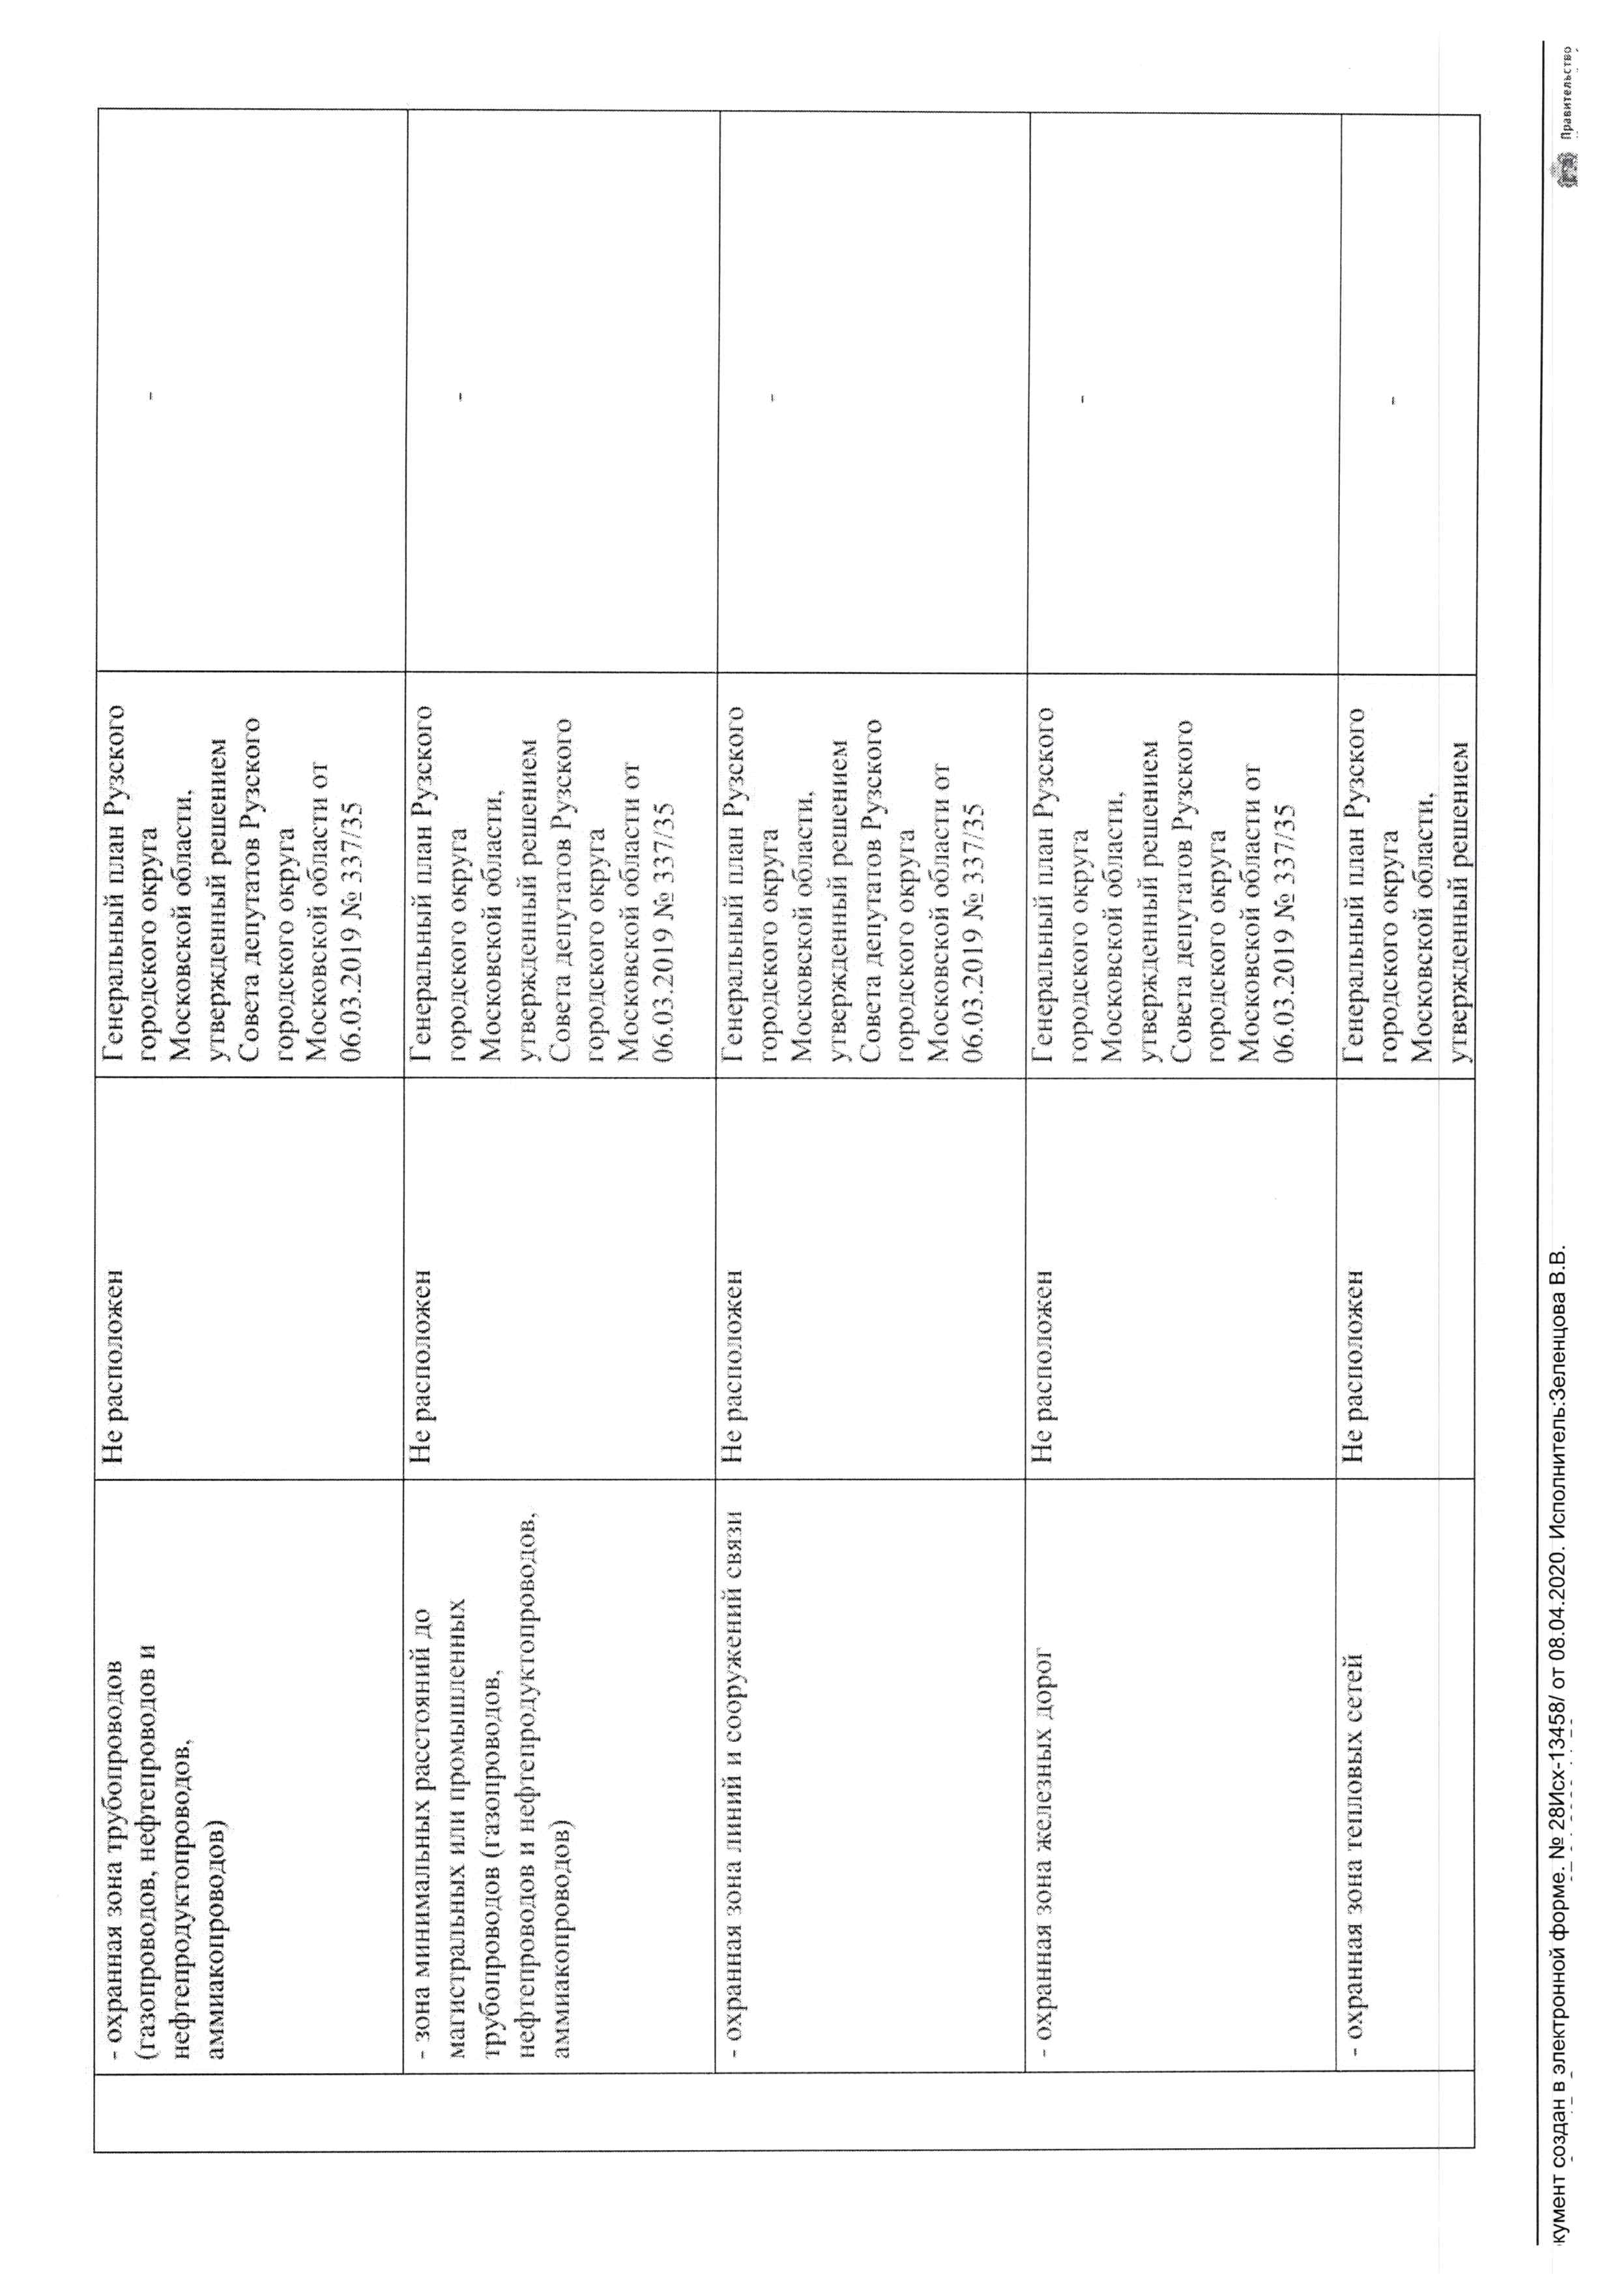 - охранная зона трубопроводов
(газопроводов, нефтепроводов и
нефтепродуктопроводов,
аммиакопроводов)
Не расположен
Генеральный план Рузского
городского округа
Московской области,
утвержденный решением
Совета депутатов Рузского
городского округа
Московской области от
06.03.2019 № 337/35
-
- зона минимальных расстояний до
магистральных или промышленных
трубопроводов (газопроводов,
нефтепроводов и нефтепродуктопроводов,
аммиакопроводов)
Не расположен
Генеральный план Рузского
городского округа
Московской области,
утвержденный решением
Совета депутатов Рузского
городского округа
Московской области от
06.03.2019 № 337/35
-
- охранная зона линий и сооружений связи
Не расположен
Генеральный план Рузского
городского округа
Московской области,
утвержденный решением
Совета депутатов Рузского
городского округа
Московской области от
06.03.2019 № 337/35
-
- охранная зона железных дорог
Не расположен
Генеральный план Рузского
городского округа
Московской области,
утвержденный решением
Совета депутатов Рузского
городского округа
Московской области от
06.03.2019 № 337/35
-
- охранная зона тепловых сетей
Не расположен
Генеральный план Рузского
городского округа
Московской области,
утвержденный решением
-
кумент создан в электронной форме. № 28Исх-13458/ от 08.04.2020. Исполнитель:Зеленцова В.В.
Правительство